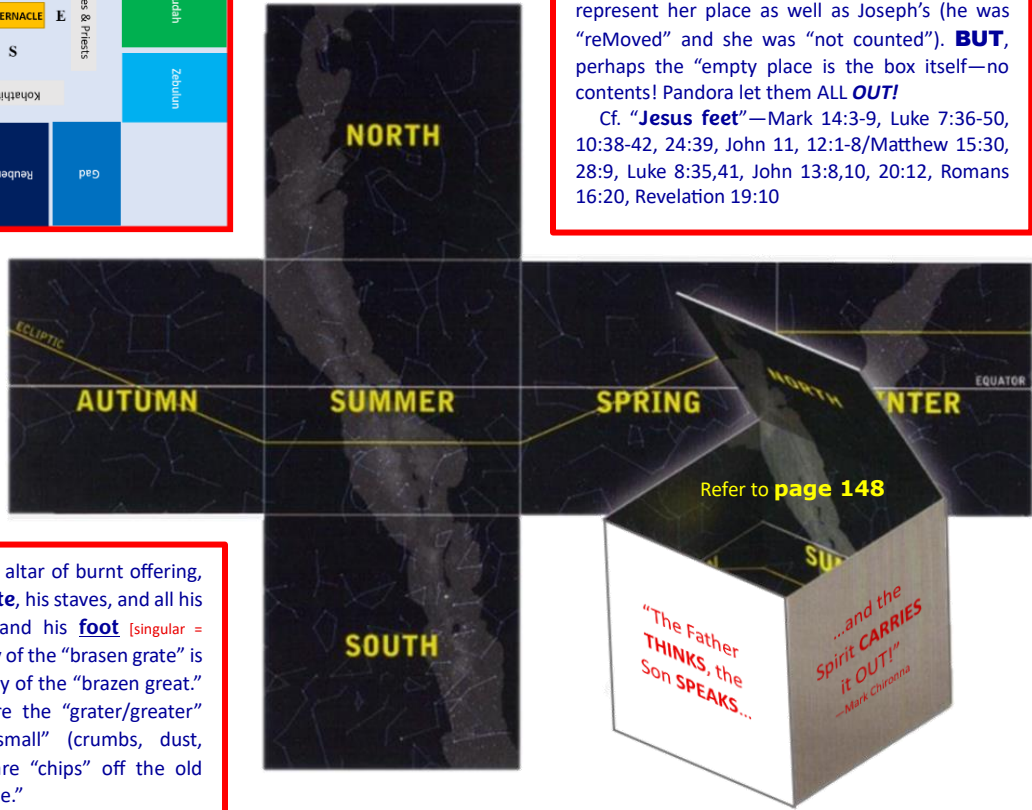 ERNACLE E
S
es & Priests
udah
Zebulun
Reuben
Gad
represent her place as well as Joseph’s (he was
“reMoved” and she was “not counted”). BUT,
perhaps the “empty place is the box itself—no
contents! Pandora let them ALL OUT!
Cf. “Jesus feet”—Mark 14:3-9, Luke 7:36-50,
10:38-42, 24:39, John 11, 12:1-8/Matthew 15:30,
28:9, Luke 8:35,41, John 13:8,10, 20:12, Romans
16:20, Revelation 19:10
NORTH
ECLIPTIC
EQUATOR
AUTUMN
SUMMER
SPRING
NTER
SOUTH
NORTH
Refer to page 148
SU
“The Father
THINKS, the
Son SPEAKS...
...and the
Spirit CARRIES
it OUT!”
—Mark Chironna
altar of burnt offering,
te, his staves, and all his
and his foot [singular =
y of the “brasen grate” is
y of the “brazen great.”
re the “grater/greater”
small” (crumbs, dust,
are “chips” off the old
e.”